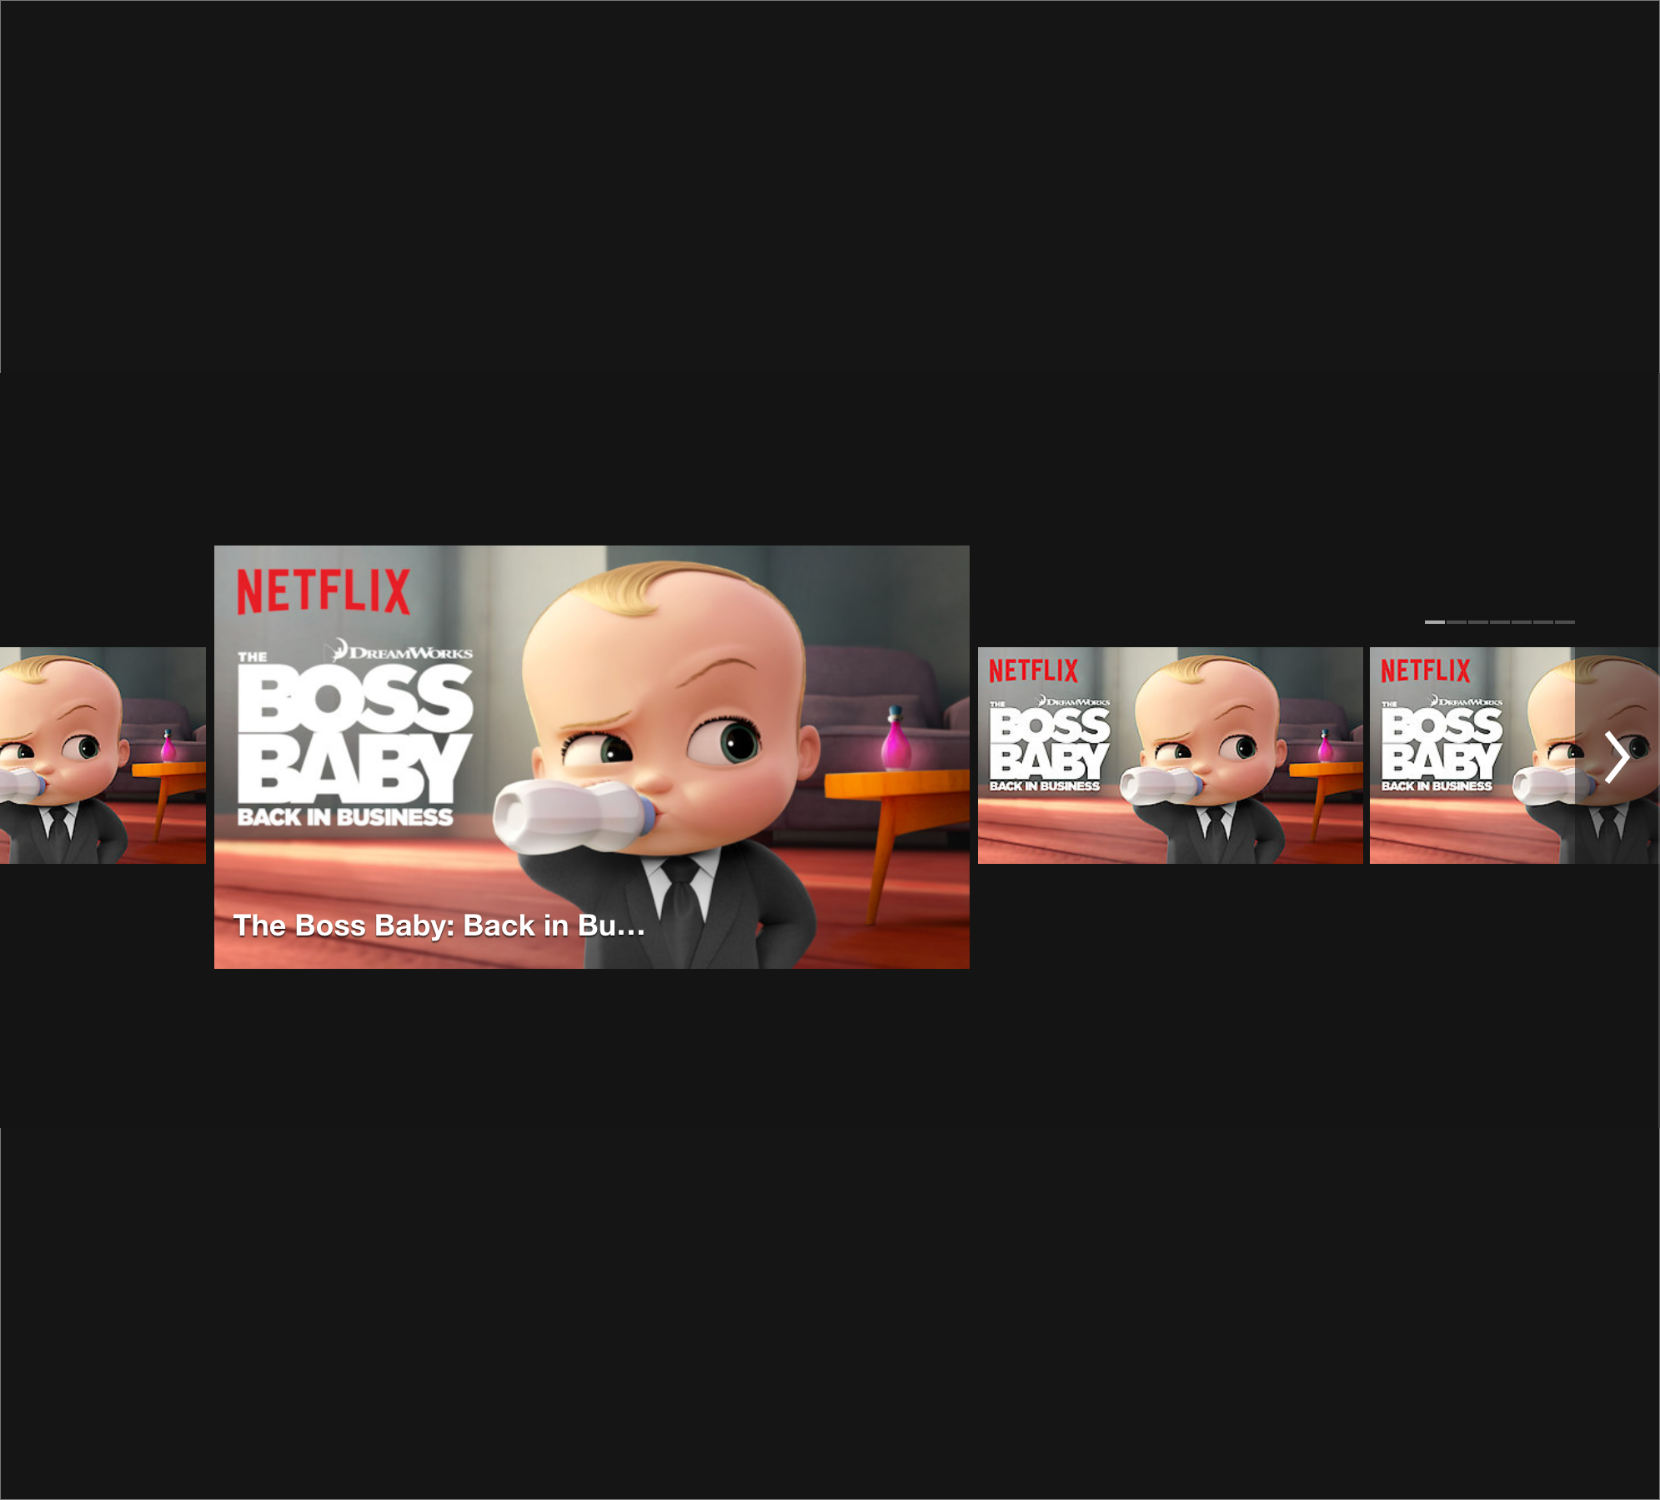 NETFLIX
DREAMWORKS
THE
BOSS
BABY
BACK IN BUSINESS
The Boss Baby: Back in Bu...
NETFLIX
DREAMWORKS
THE
BOSS
BABY
BACK IN BUSINESS
NETFLIX
DREAMWORKS
THE
BOSS
BABY
BACK IN BUSINESS